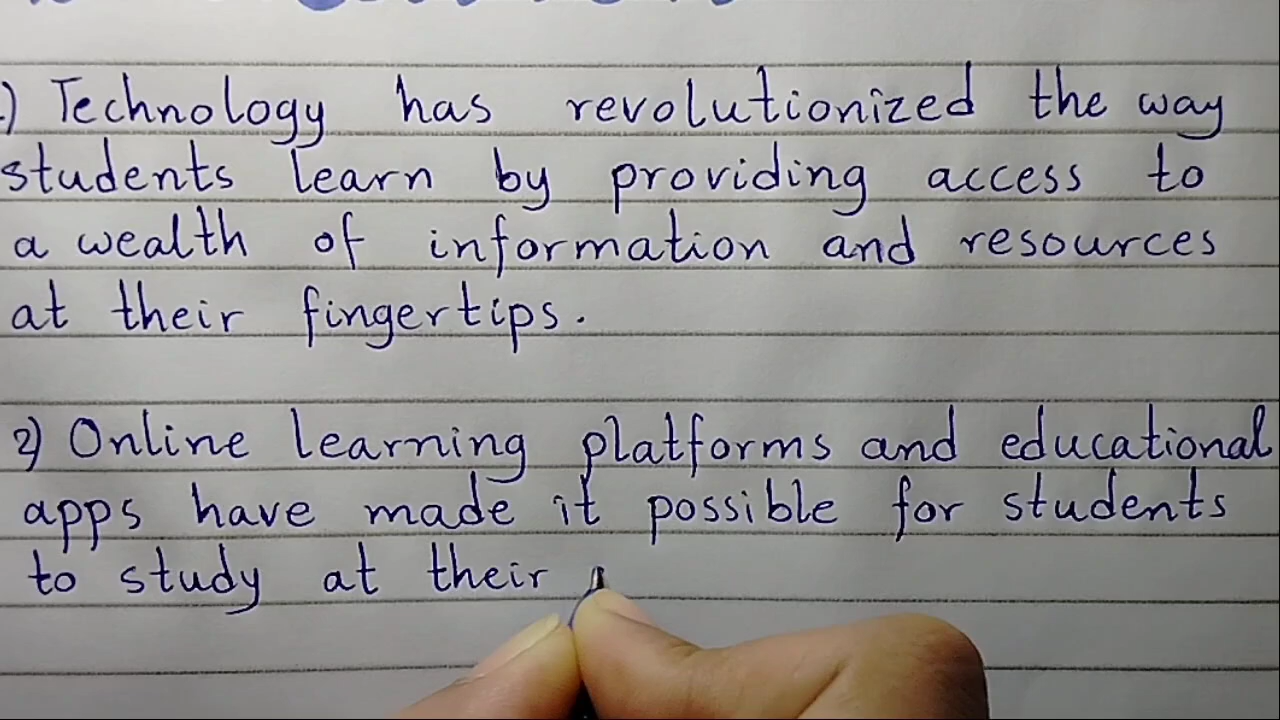 ) Technology has revolutionized the way
students learn by providing access to
a wealth of information and resources
at their fingertips.
2) Online learning platforms and educational
apps have made it possible for students
to study at their